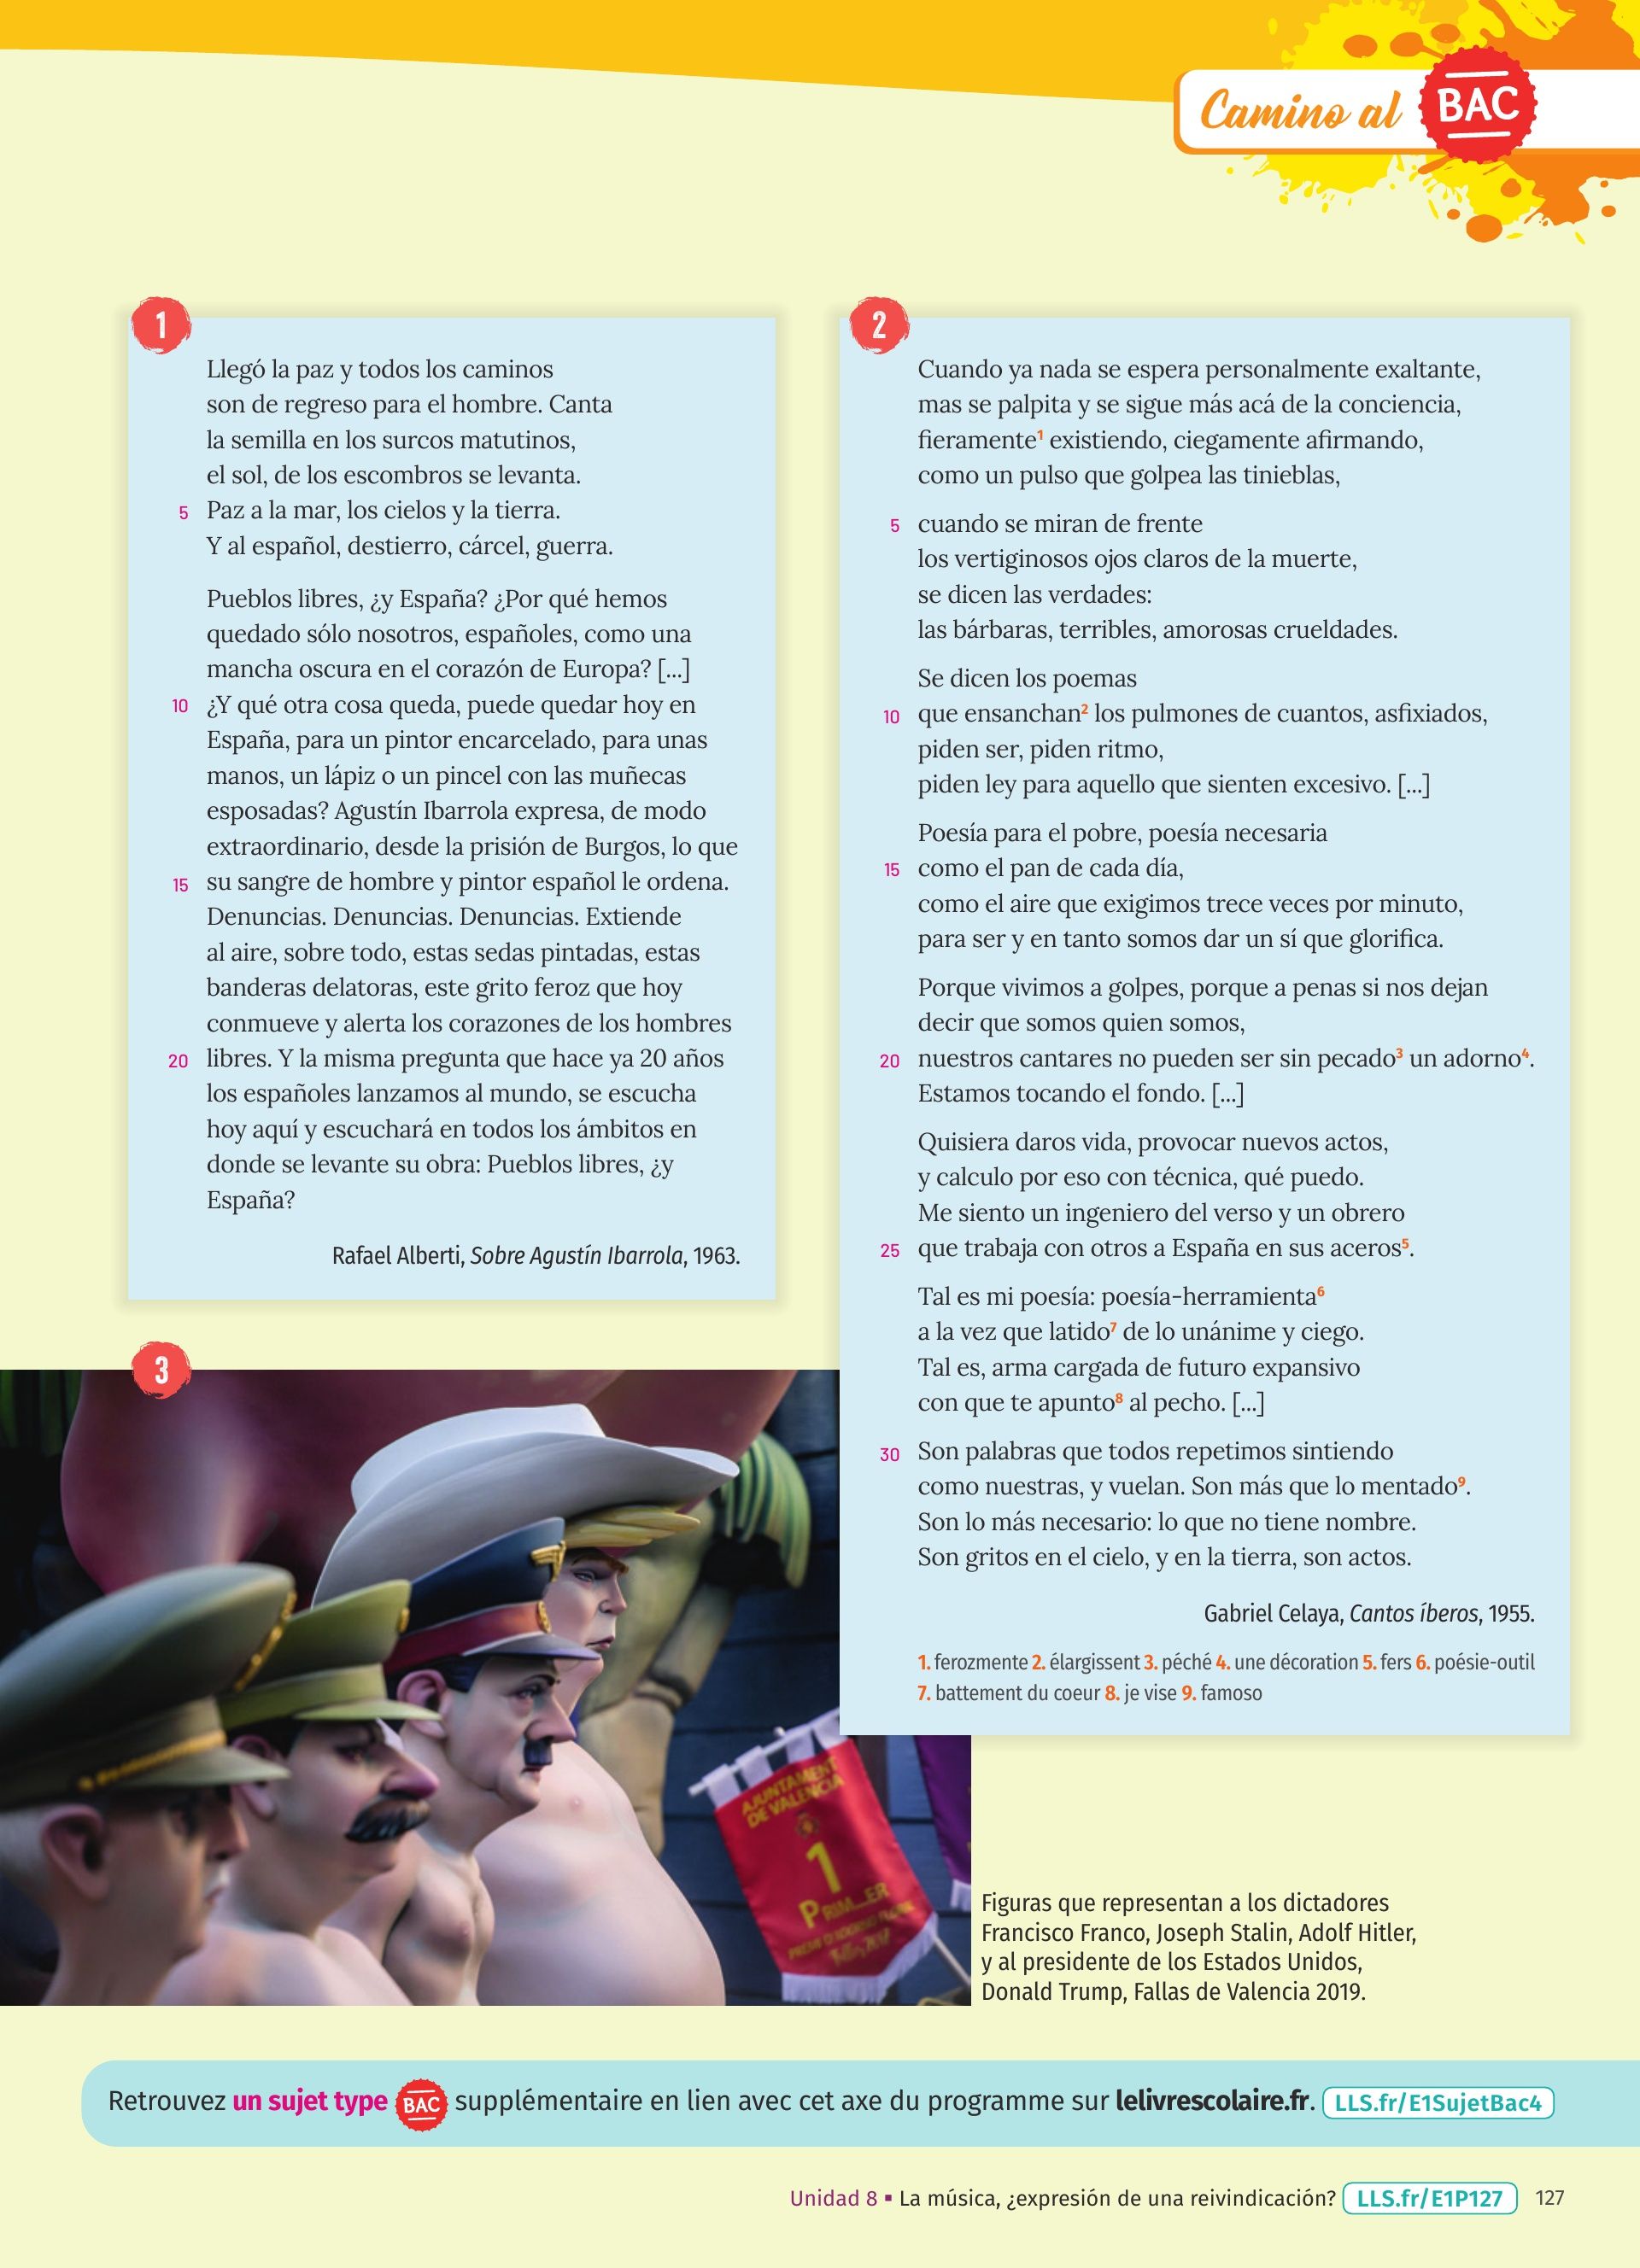 Camino al BAC
1
Llegó la paz y todos los caminos
son de regreso para el hombre. Canta
la semilla en los surcos matutinos,
el sol, de los escombros se levanta.
5 Paz a la mar, los cielos y la tierra.
Y al español, destierro, cárcel, guerra.
Pueblos libres, ¿y España? ¿Por qué hemos
quedado sólo nosotros, españoles, como una
mancha oscura en el corazón de Europa? [...]
10 ¿Y qué otra cosa queda, puede quedar hoy en
España, para un pintor encarcelado, para unas
manos, un lápiz o un pincel con las muñecas
esposadas? Agustín Ibarrola expresa, de modo
extraordinario, desde la prisión de Burgos, lo que
15 su sangre de hombre y pintor español le ordena.
Denuncias. Denuncias. Denuncias. Extiende
al aire, sobre todo, estas sedas pintadas, estas
banderas delatoras, este grito feroz que hoy
conmueve y alerta los corazones de los hombres
20 libres. Y la misma pregunta que hace ya 20 años
los españoles lanzamos al mundo, se escucha
hoy aquí y escuchará en todos los ámbitos en
donde se levante su obra: Pueblos libres, ¿y
España?
Rafael Alberti, Sobre Agustín Ibarrola, 1963.
2
Cuando ya nada se espera personalmente exaltante,
mas se palpita y se sigue más acá de la conciencia,
fieramente1 existiendo, ciegamente afirmando,
como un pulso que golpea las tinieblas,
5 cuando se miran de frente
los vertiginosos ojos claros de la muerte,
se dicen las verdades:
las bárbaras, terribles, amorosas crueldades.
Se dicen los poemas
10 que ensanchan2 los pulmones de cuantos, asfixiados,
piden ser, piden ritmo,
piden ley para aquello que sienten excesivo. [...]
Poesía para el pobre, poesía necesaria
15 como el pan de cada día,
como el aire que exigimos trece veces por minuto,
para ser y en tanto somos dar un sí que glorifica.
Porque vivimos a golpes, porque a penas si nos dejan
decir que somos quien somos,
20 nuestros cantares no pueden ser sin pecado3 un adorno4.
Estamos tocando el fondo. [...]
Quisiera daros vida, provocar nuevos actos,
y calculo por eso con técnica, qué puedo.
Me siento un ingeniero del verso y un obrero
25 que trabaja con otros a España en sus aceros5.
Tal es mi poesía: poesía-herramienta6
a la vez que latido7 de lo unánime y ciego.
Tal es, arma cargada de futuro expansivo
con que te apunto8 al pecho. [...]
30 Son palabras que todos repetimos sintiendo
como nuestras, y vuelan. Son más que lo mentado9.
Son lo más necesario: lo que no tiene nombre.
Son gritos en el cielo, y en la tierra, son actos.
Gabriel Celaya, Cantos íberos, 1955.
1. ferozmente 2. élargissent 3. péché 4. une décoration 5. fers 6. poésie-outil
7. battement du coeur 8. je vise 9. famoso
3
AJUNTAMENT
DE VALENCIA
1
Figuras que representan a los dictadores
Francisco Franco, Joseph Stalin, Adolf Hitler,
y al presidente de los Estados Unidos,
Donald Trump, Fallas de Valencia 2019.
Retrouvez un sujet type BAC supplémentaire en lien avec cet axe du programme sur lelivrescolaire.fr. LLS.fr/E1SujetBac4
Unidad 8 ▪ La música, ¿expresión de una reivindicación? LLS.fr/E1P127 127